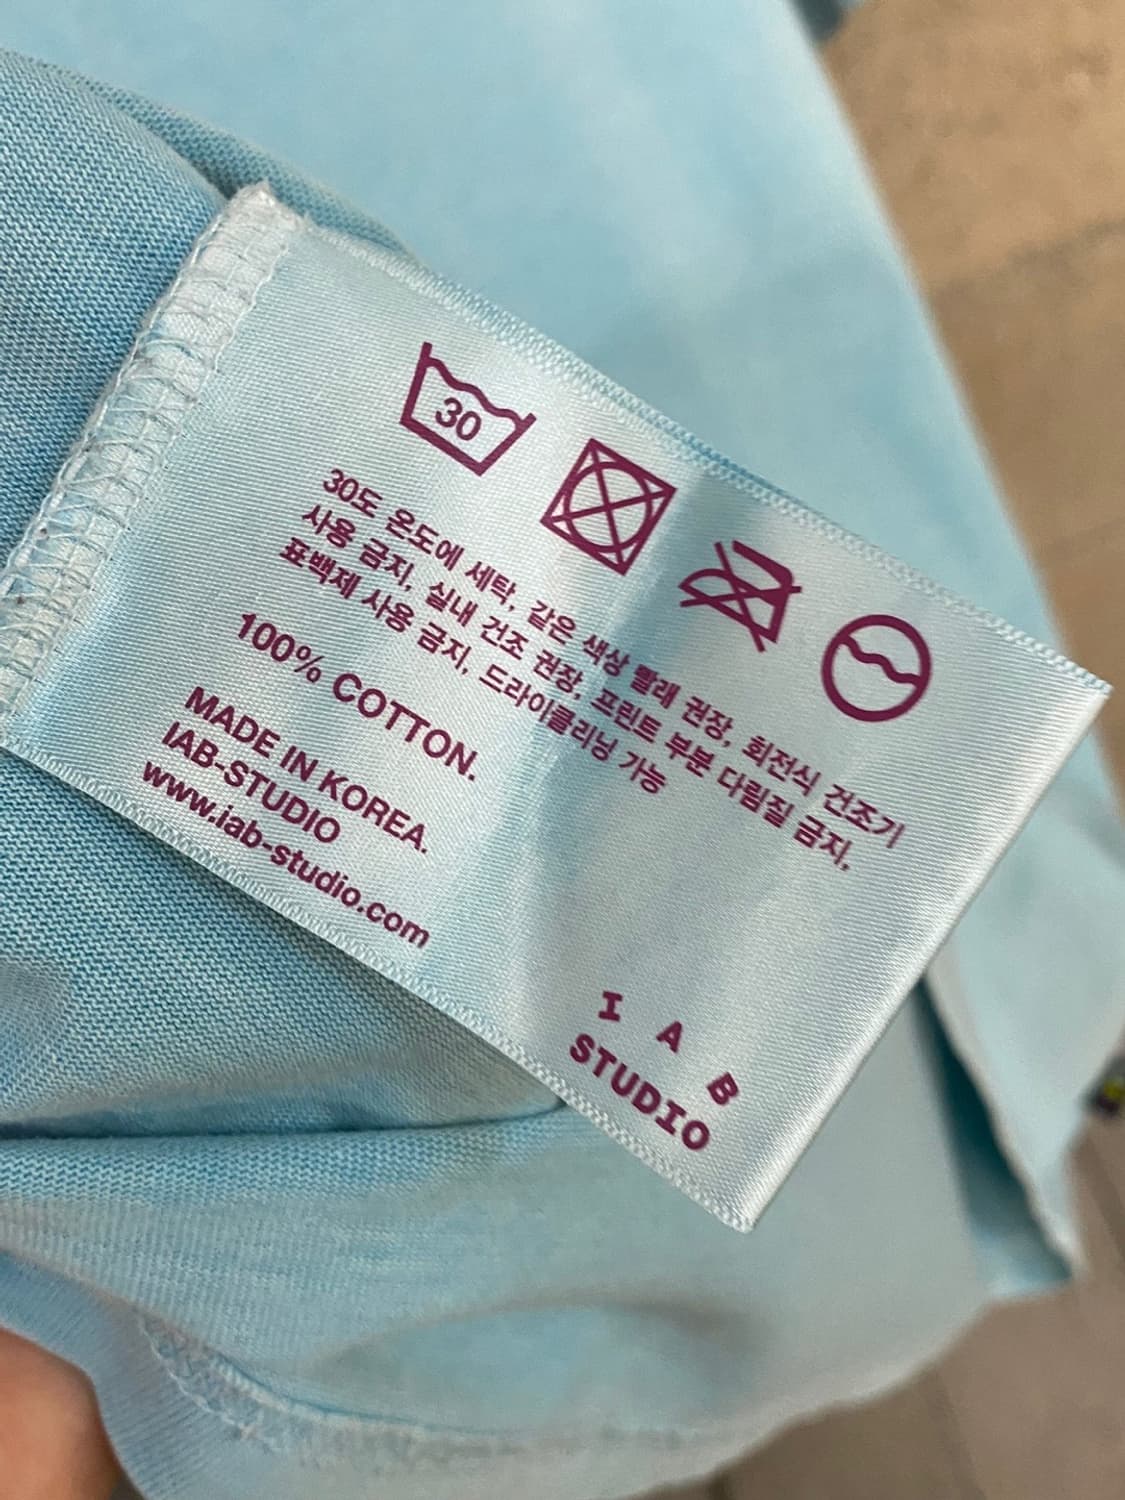 30
30도 온도에 세탁, 같은 색상 빨래 권장, 회전식 건조기
사용 금지, 실내 건조 권장, 프린트 부분 다림질 금지,
표백제 사용 금지, 드라이클리닝 가능
100% COTTON.
MADE IN KOREA.
IAB-STUDIO
www.iab-studio.com
I A B
STUDIO